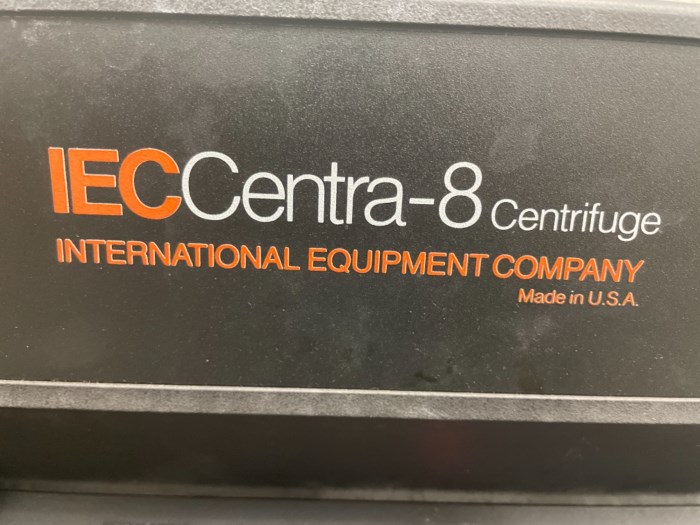 IECCentra-8 Centrifuge
INTERNATIONAL EQUIPMENT COMPANY
Made in U.S.A.